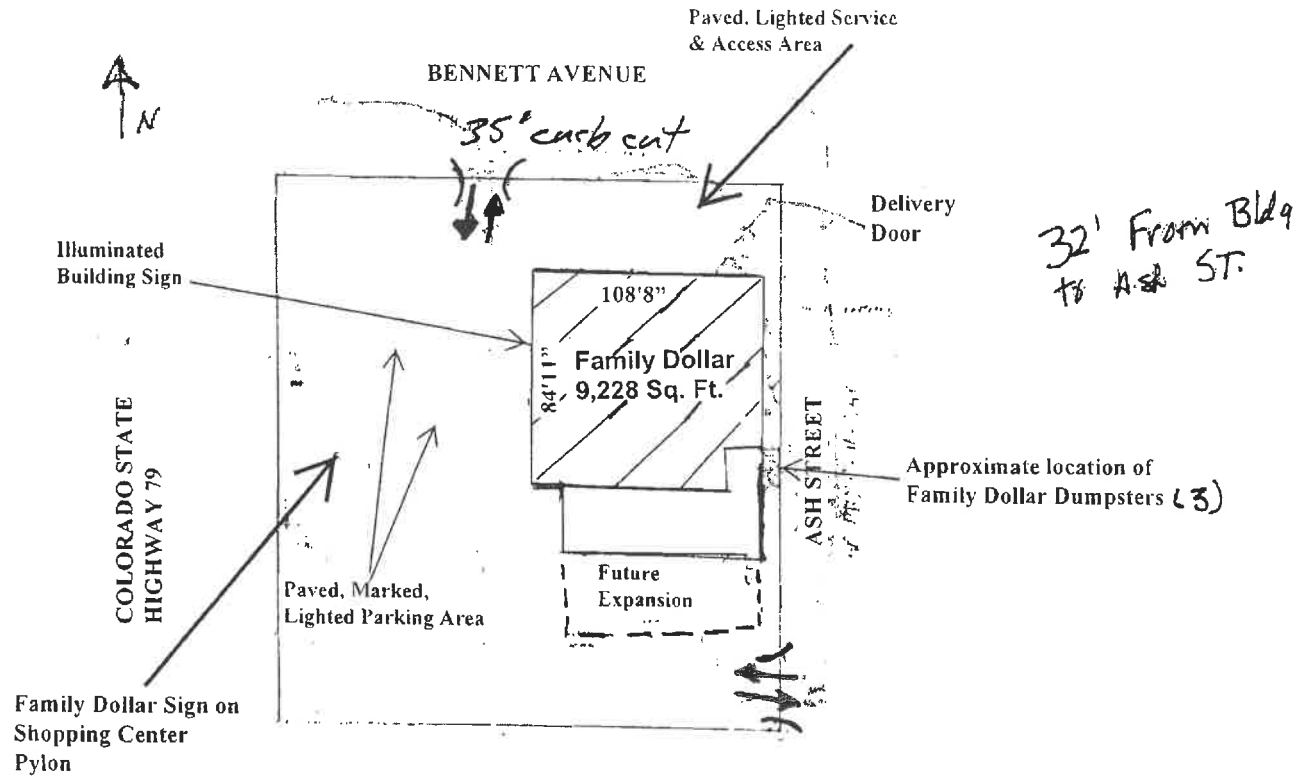 Paved, Lighted Service
& Access Area
BENNETT AVENUE
N
35' curb cut
Delivery
Door
32' From Bldg
to Ash ST.
Illuminated
Building Sign
108'8"
84'11"
Family Dollar
9,228 Sq. Ft.
COLORADO STATE
HIGHWAY 79
ASH STREET
Approximate location of
Family Dollar Dumpsters (3)
Future
Expansion
Paved, Marked,
Lighted Parking Area
Family Dollar Sign on
Shopping Center
Pylon